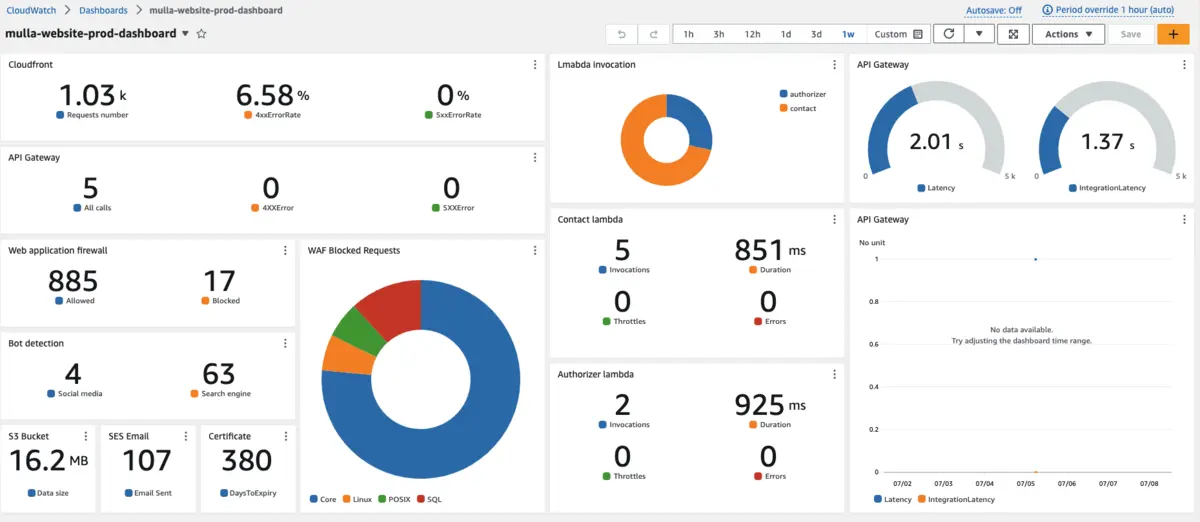 CloudWatch > Dashboards > mulla-website-prod-dashboard
Autosave: Off Period override 1 hour (auto)
mulla-website-prod-dashboard
1h 3h 12h 1d 3d 1w Custom Actions Save +
Cloudfront
1.03 k 6.58 % 0 %
Requests number 4xxErrorRate 5xxErrorRate
API Gateway
5 0 0
All calls 4XXError 5XXError
Web application firewall
885 17
Allowed Blocked
Bot detection
4 63
Social media Search engine
S3 Bucket
16.2 MB
Data size
SES Email
107
Email Sent
Certificate
380
DaysToExpiry
WAF Blocked Requests
Core Linux POSIX SQL
Lmabda invocation
authorizer
contact
Contact lambda
5 851 ms
Invocations Duration
0 0
Throttles Errors
Authorizer lambda
2 925 ms
Invocations Duration
0 0
Throttles Errors
API Gateway
2.01 s 1.37 s
0 5 k 0 5 k
Latency IntegrationLatency
API Gateway
No unit
1
0.8
No data available.
Try adjusting the dashboard time range.
0.6
0.4
0.2
0
07/02 07/03 07/04 07/05 07/06 07/07 07/08
Latency IntegrationLatency